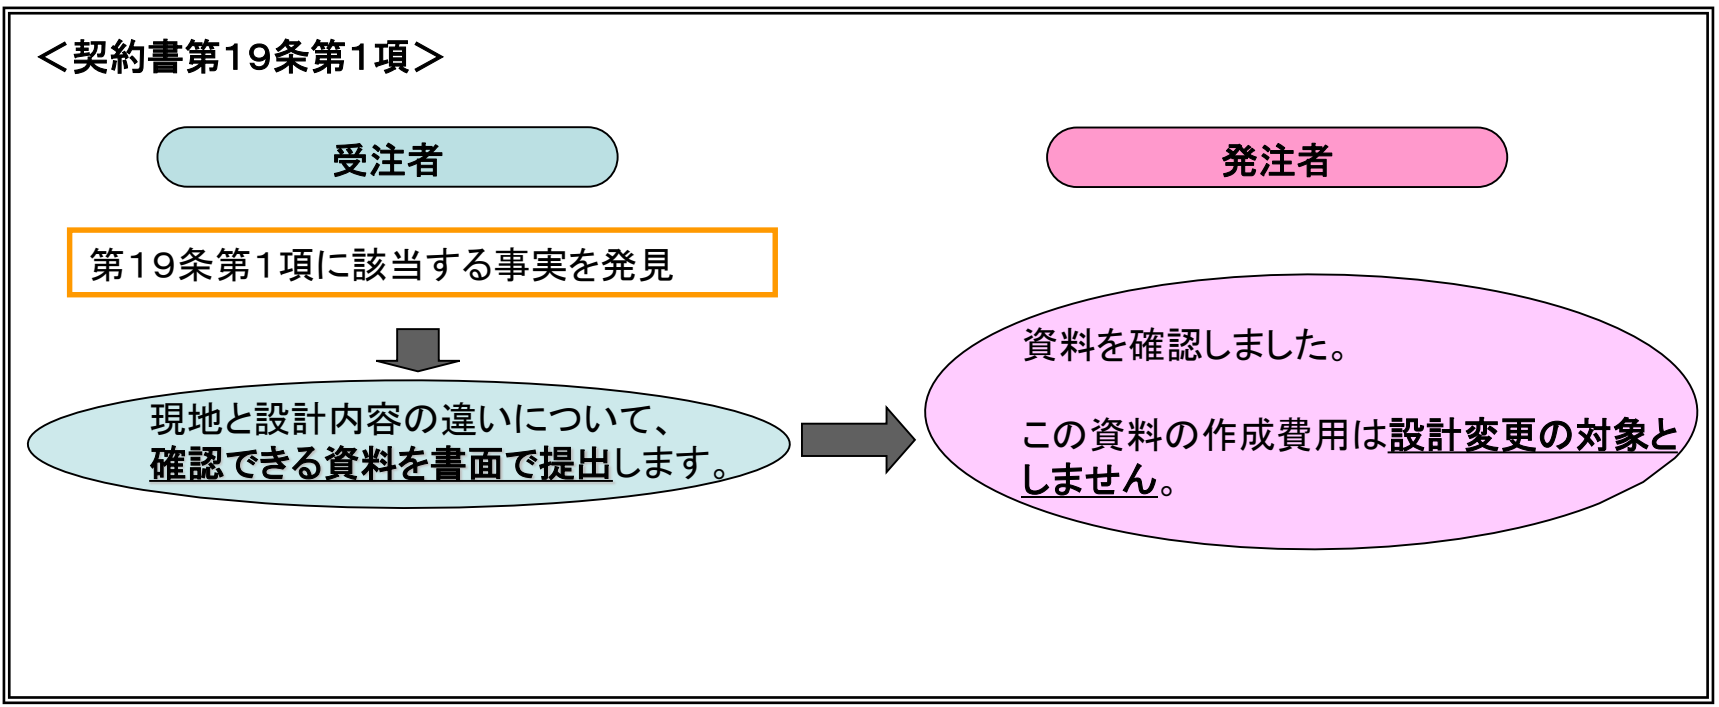 ＜契約書第１９条第１項＞
受注者
発注者
第１９条第１項に該当する事実を発見
現地と設計内容の違いについて、
確認できる資料を書面で提出します。
資料を確認しました。
この資料の作成費用は設計変更の対象と
しません。